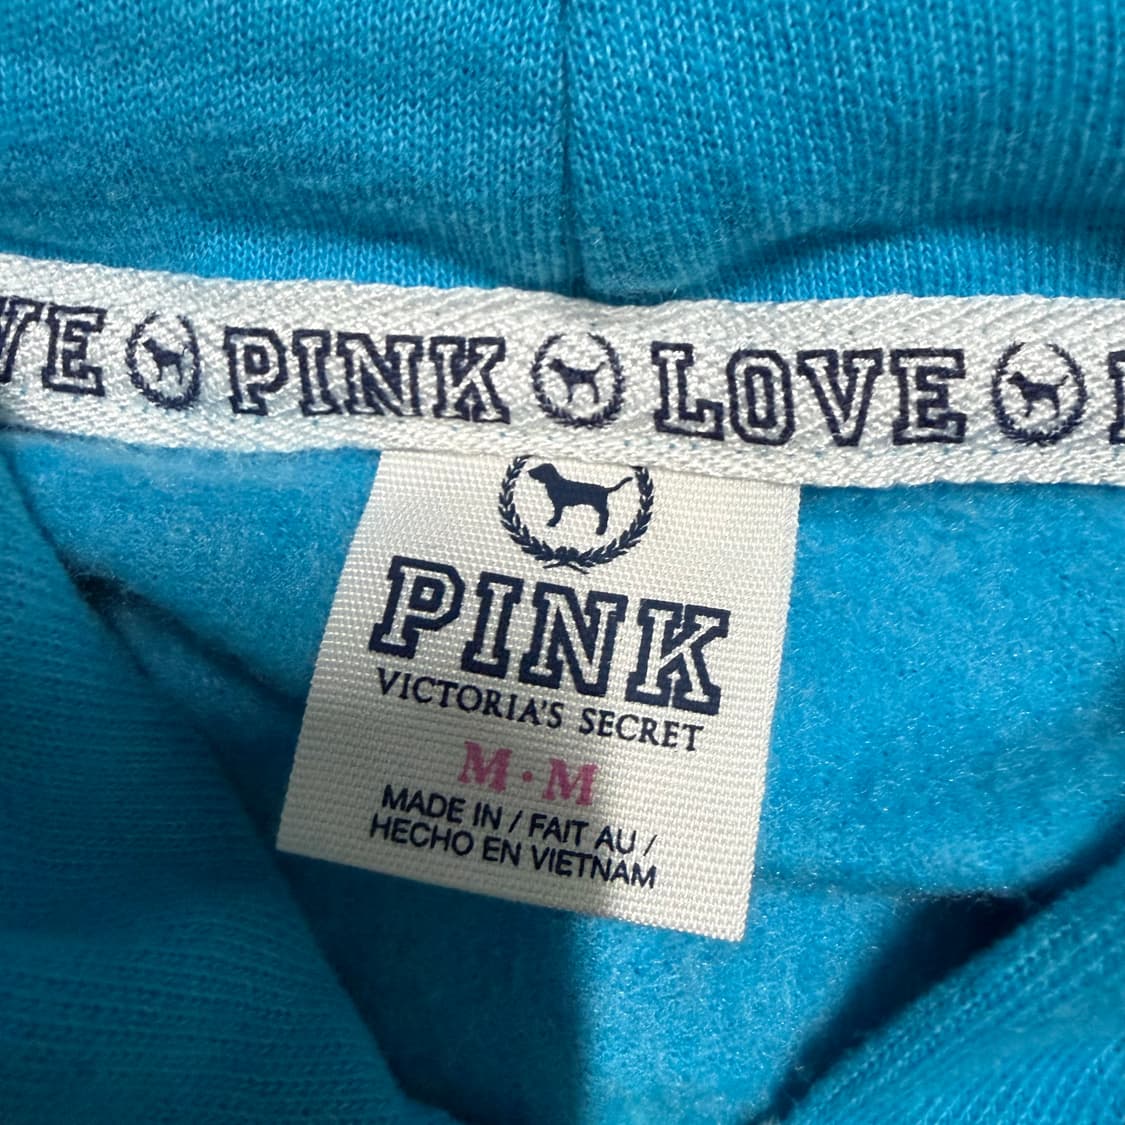 VE PINK LOVE
PINK
VICTORIA'S SECRET
M·M
MADE IN / FAIT AU /
HECHO EN VIETNAM